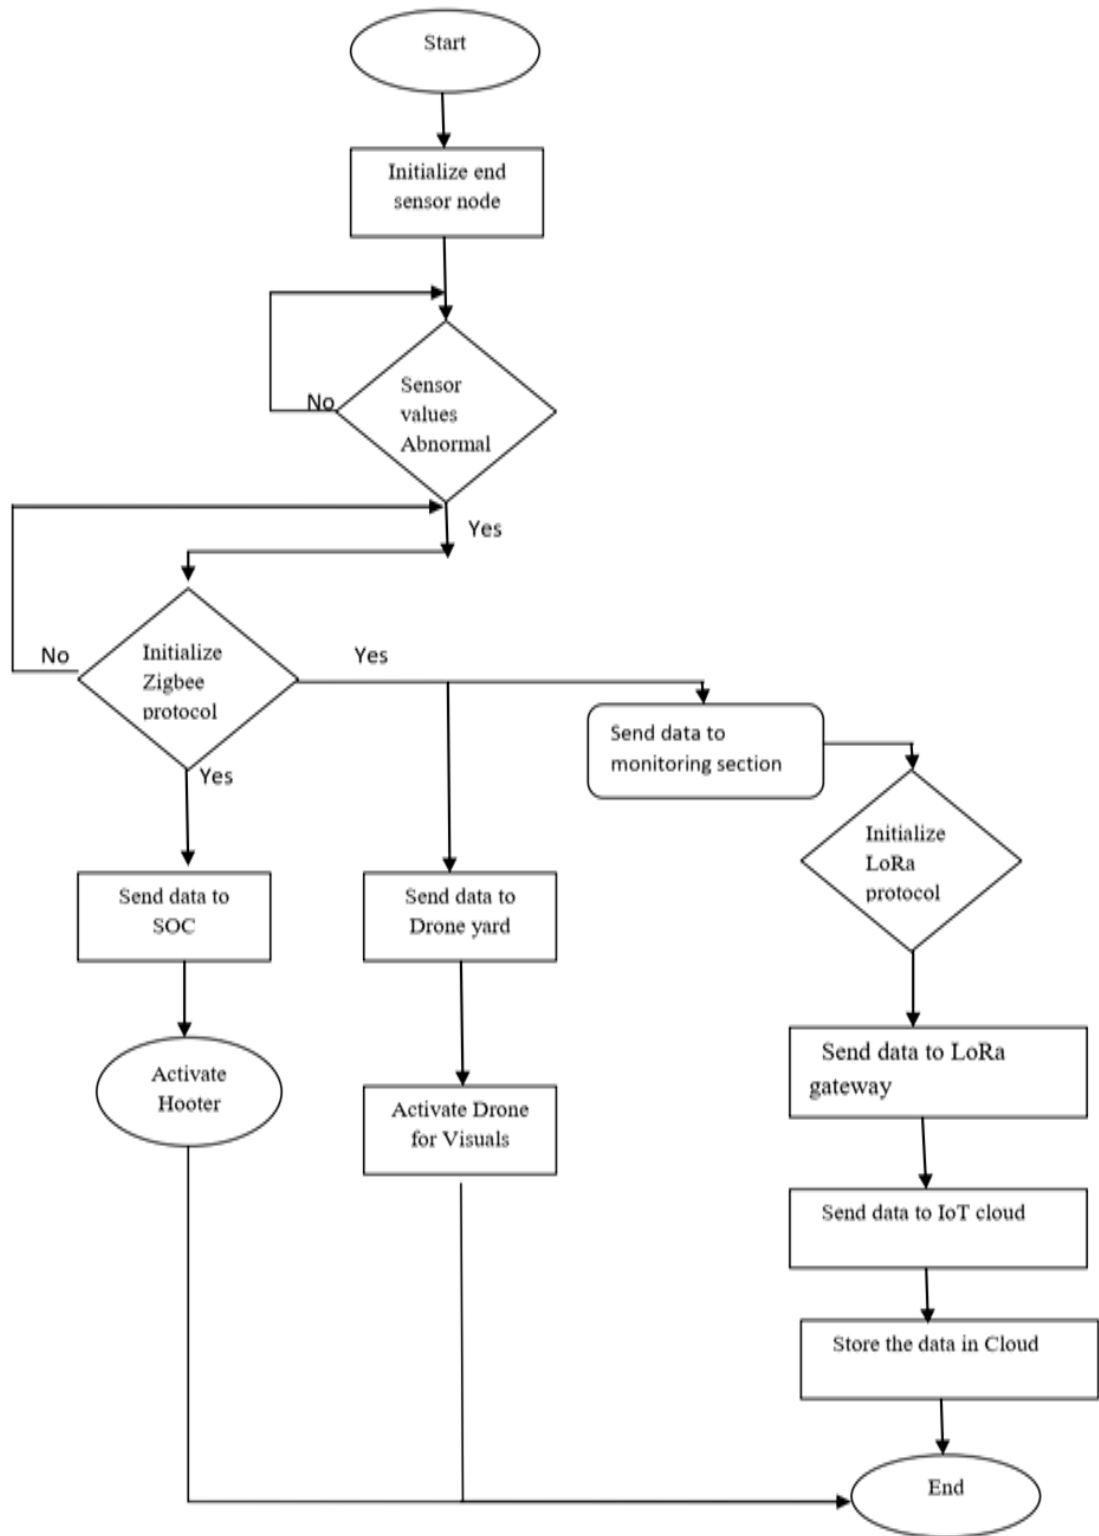 Start
Initialize end
sensor node
Sensor
values
Abnormal
No
Yes
No
Initialize
Zigbee
protocol
Yes
Yes
Send data to
monitoring section
Initialize
LoRa
protocol
Send data to
SOC
Send data to
Drone yard
Activate
Hooter
Activate Drone
for Visuals
Send data to LoRa
gateway
Send data to IoT cloud
Store the data in Cloud
End